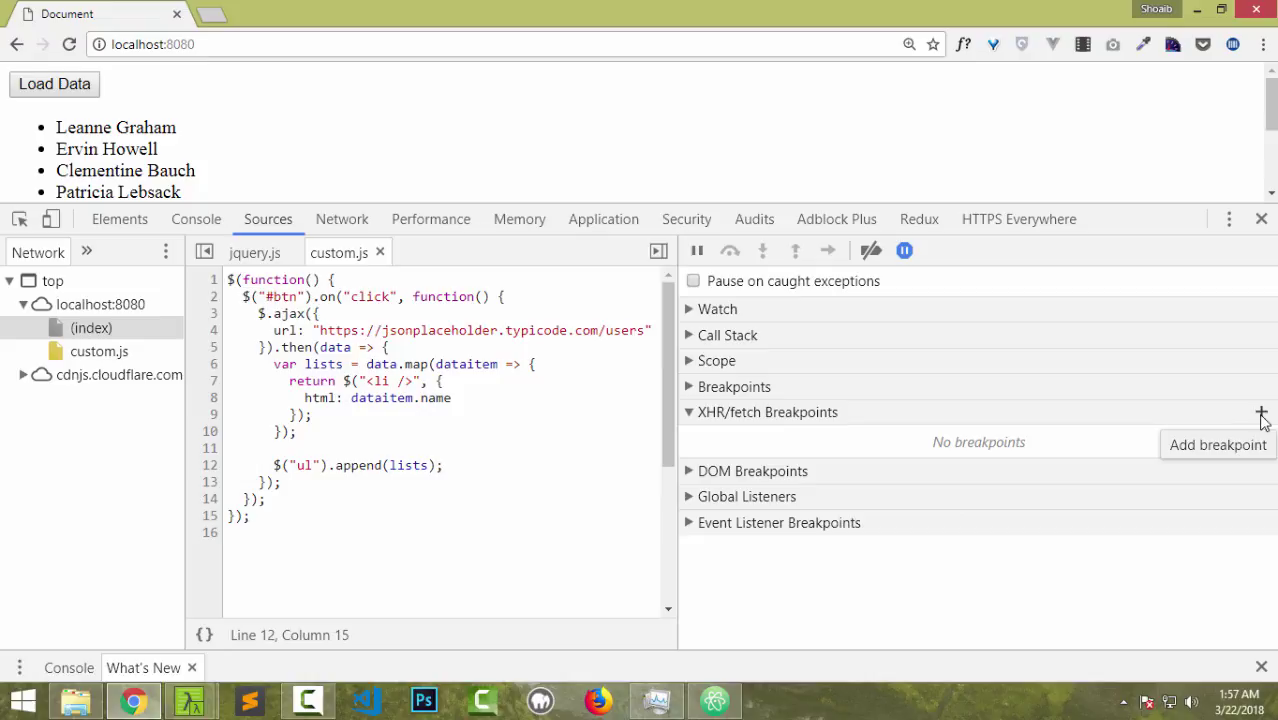 Document
Shoaib
localhost:8080
f?
Load Data
• Leanne Graham
• Ervin Howell
• Clementine Bauch
• Patricia Lebsack
Elements Console Sources Network Performance Memory Application Security Audits Adblock Plus Redux HTTPS Everywhere
Network » jquery.js custom.js
top
localhost:8080
(index)
custom.js
cdnjs.cloudflare.com
1 $(function() {
2 $("#btn").on("click", function() {
3 $.ajax({
4 url: "https://jsonplaceholder.typicode.com/users"
5 }).then(data => {
6 var lists = data.map(dataitem => {
7 return $("<li />", {
8 html: dataitem.name
9 });
10 });
11
12 $("ul").append(lists);
13 });
14 });
15 });
16
{} Line 12, Column 15
Pause on caught exceptions
Watch
Call Stack
Scope
Breakpoints
XHR/fetch Breakpoints
No breakpoints
Add breakpoint
DOM Breakpoints
Global Listeners
Event Listener Breakpoints
Console What's New
Ps
1:57 AM
3/22/2018